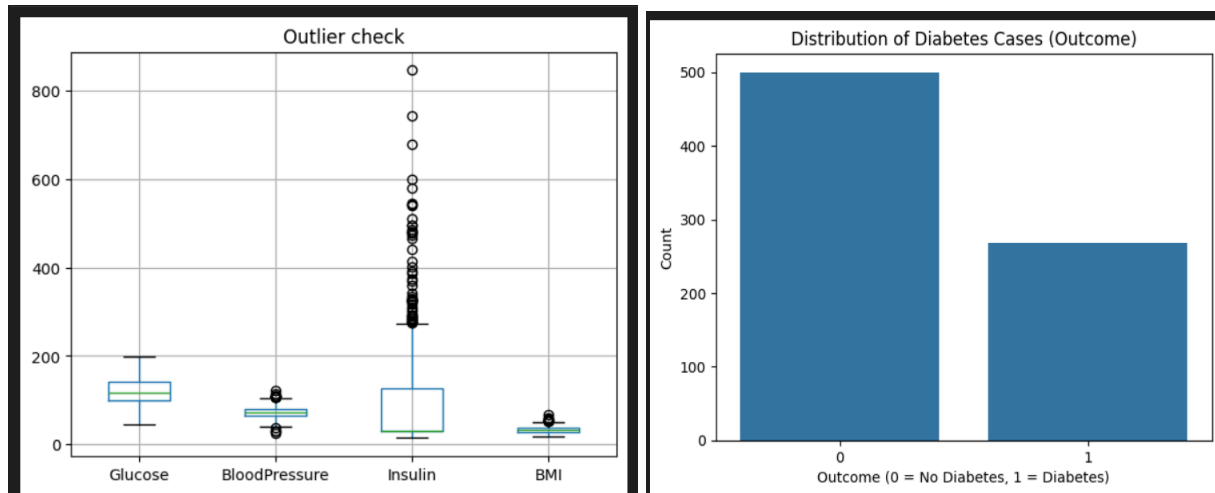 Outlier check
800
600
400
200
0
Glucose BloodPressure Insulin BMI
Distribution of Diabetes Cases (Outcome)
500
400
300
200
100
0
Count
0 1
Outcome (0 = No Diabetes, 1 = Diabetes)